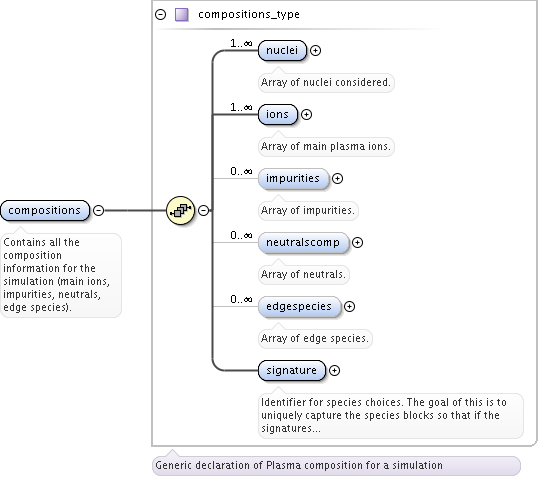 compositions_type
1..∞
nuclei
Array of nuclei considered.
1..∞
ions
Array of main plasma ions.
0..∞
impurities
Array of impurities.
compositions
Contains all the
composition
information for the
simulation (main ions,
impurities, neutrals,
edge species).
0..∞
neutralscomp
Array of neutrals.
0..∞
edgespecies
Array of edge species.
signature
Identifier for species choices. The goal of this is to
uniquely capture the species blocks so that if the
signatures...
Generic declaration of Plasma composition for a simulation